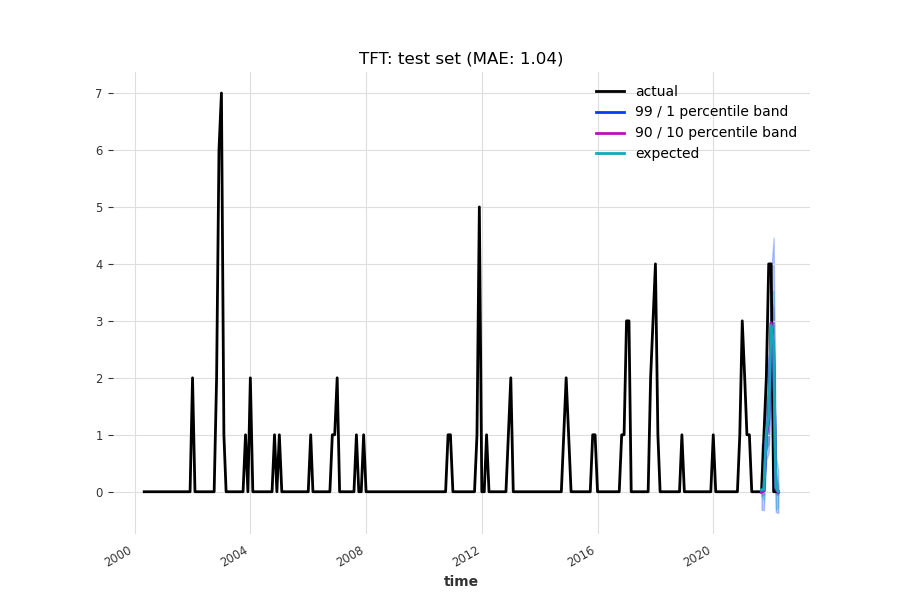 TFT: test set (MAE: 1.04)
actual
99 / 1 percentile band
90 / 10 percentile band
expected
7
6
5
4
3
2
1
0
2000
2004
2008
2012
2016
2020
time